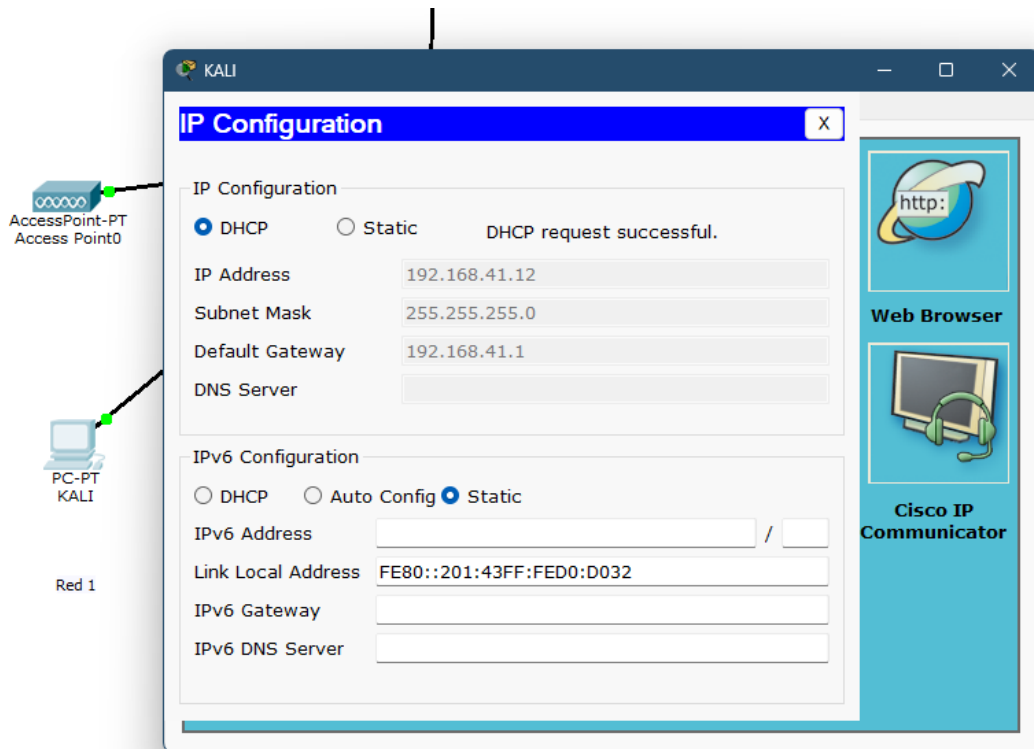 KALI
IP Configuration
X
IP Configuration
DHCP
Static
DHCP request successful.
IP Address
192.168.41.12
Subnet Mask
255.255.255.0
Default Gateway
192.168.41.1
DNS Server
IPv6 Configuration
DHCP
Auto Config
Static
IPv6 Address
/
Link Local Address
FE80::201:43FF:FED0:D032
IPv6 Gateway
IPv6 DNS Server
http:
Web Browser
Cisco IP
Communicator
AccessPoint-PT
Access Point0
PC-PT
KALI
Red 1